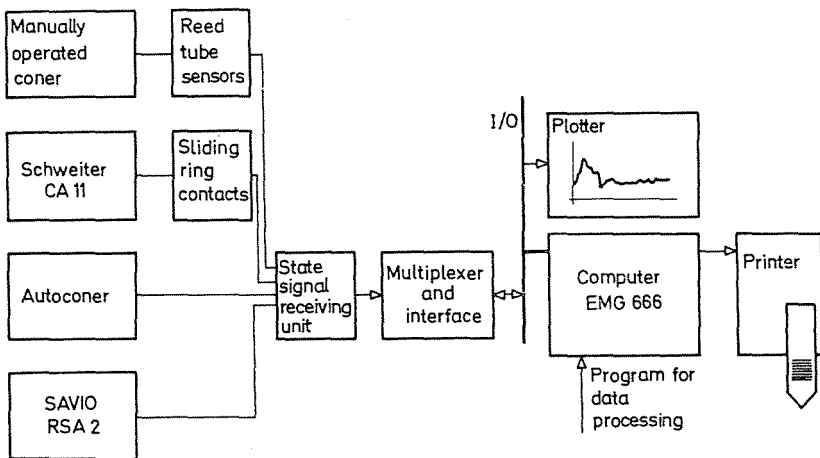 Manually
operated
coner
Reed
tube
sensors
Schweiter
CA 11
Sliding
ring
contacts
Autoconer
SAVIO
RSA 2
State
signal
receiving
unit
Multiplexer
and
interface
I/O
Plotter
Computer
EMG 666
Printer
Program for
data
processing